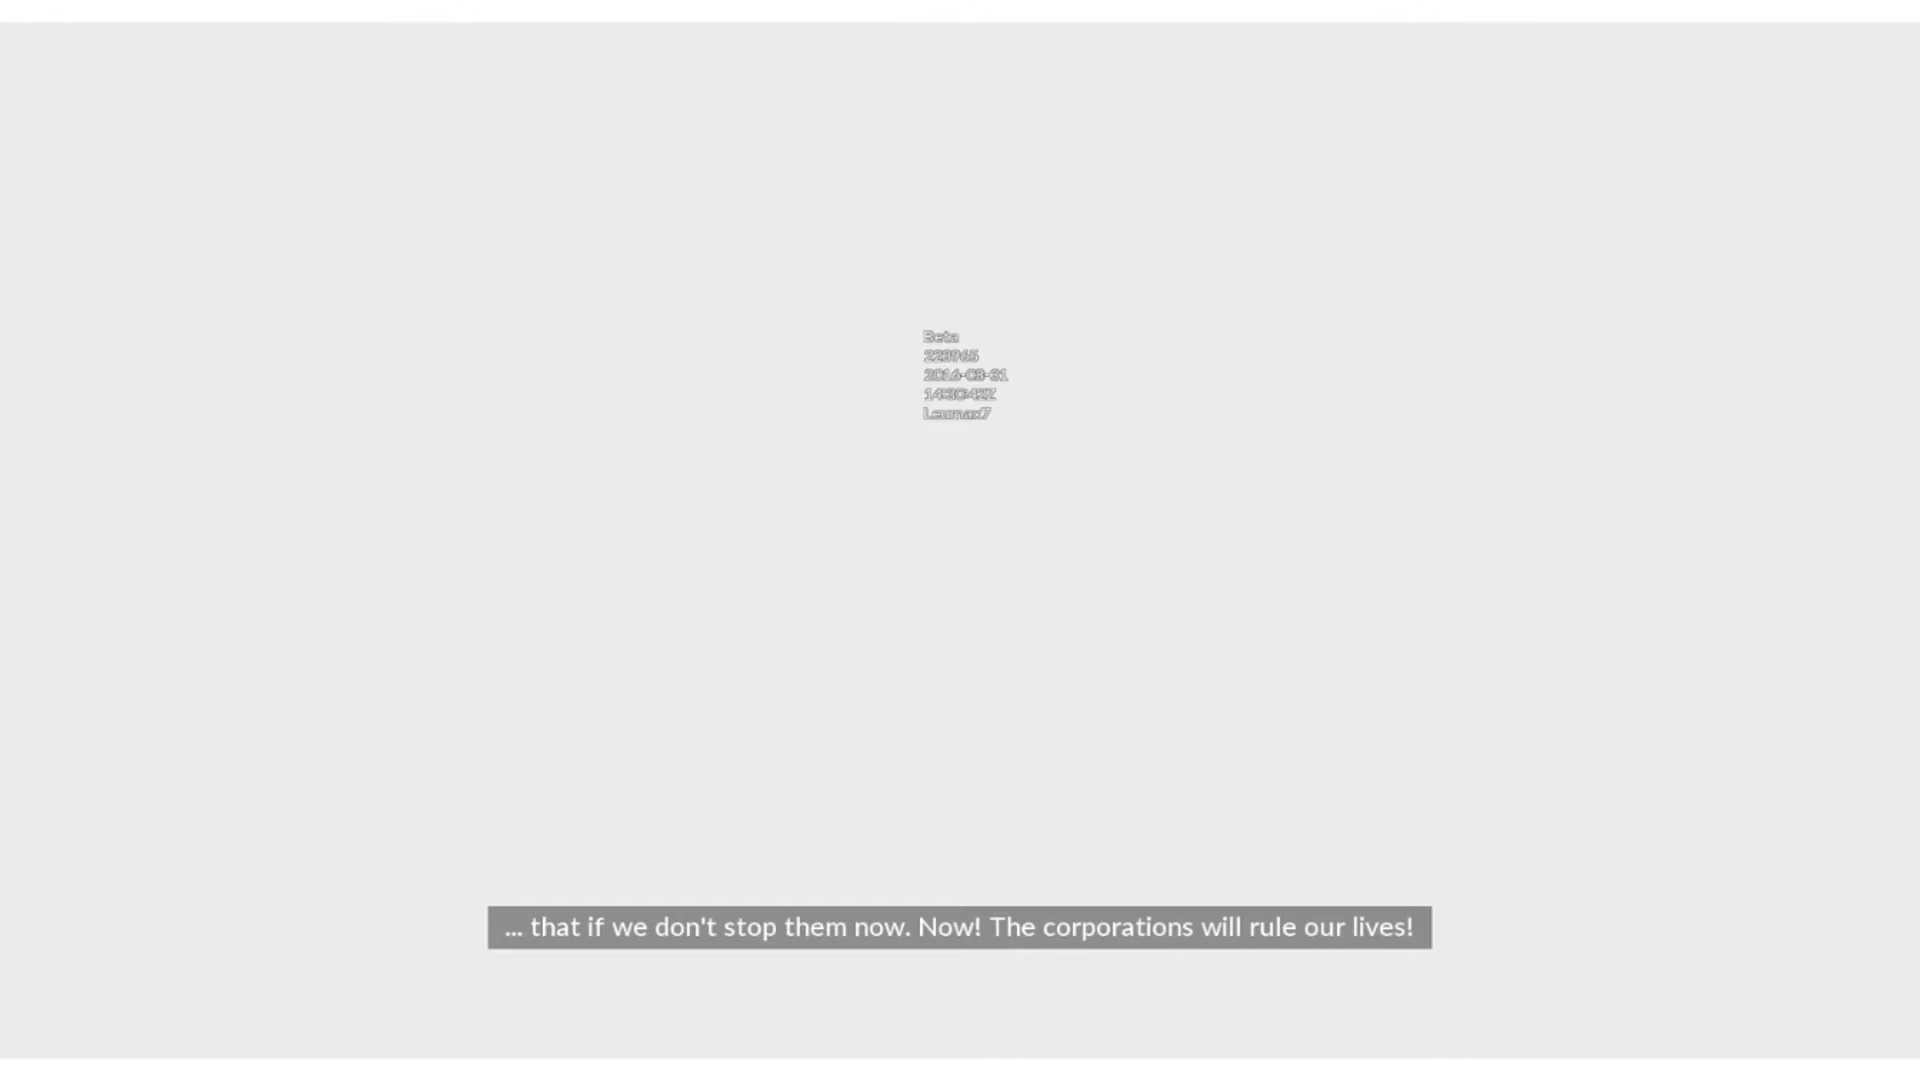 Beta
2016-03-31
... that if we don't stop them now. Now! The corporations will rule our lives!